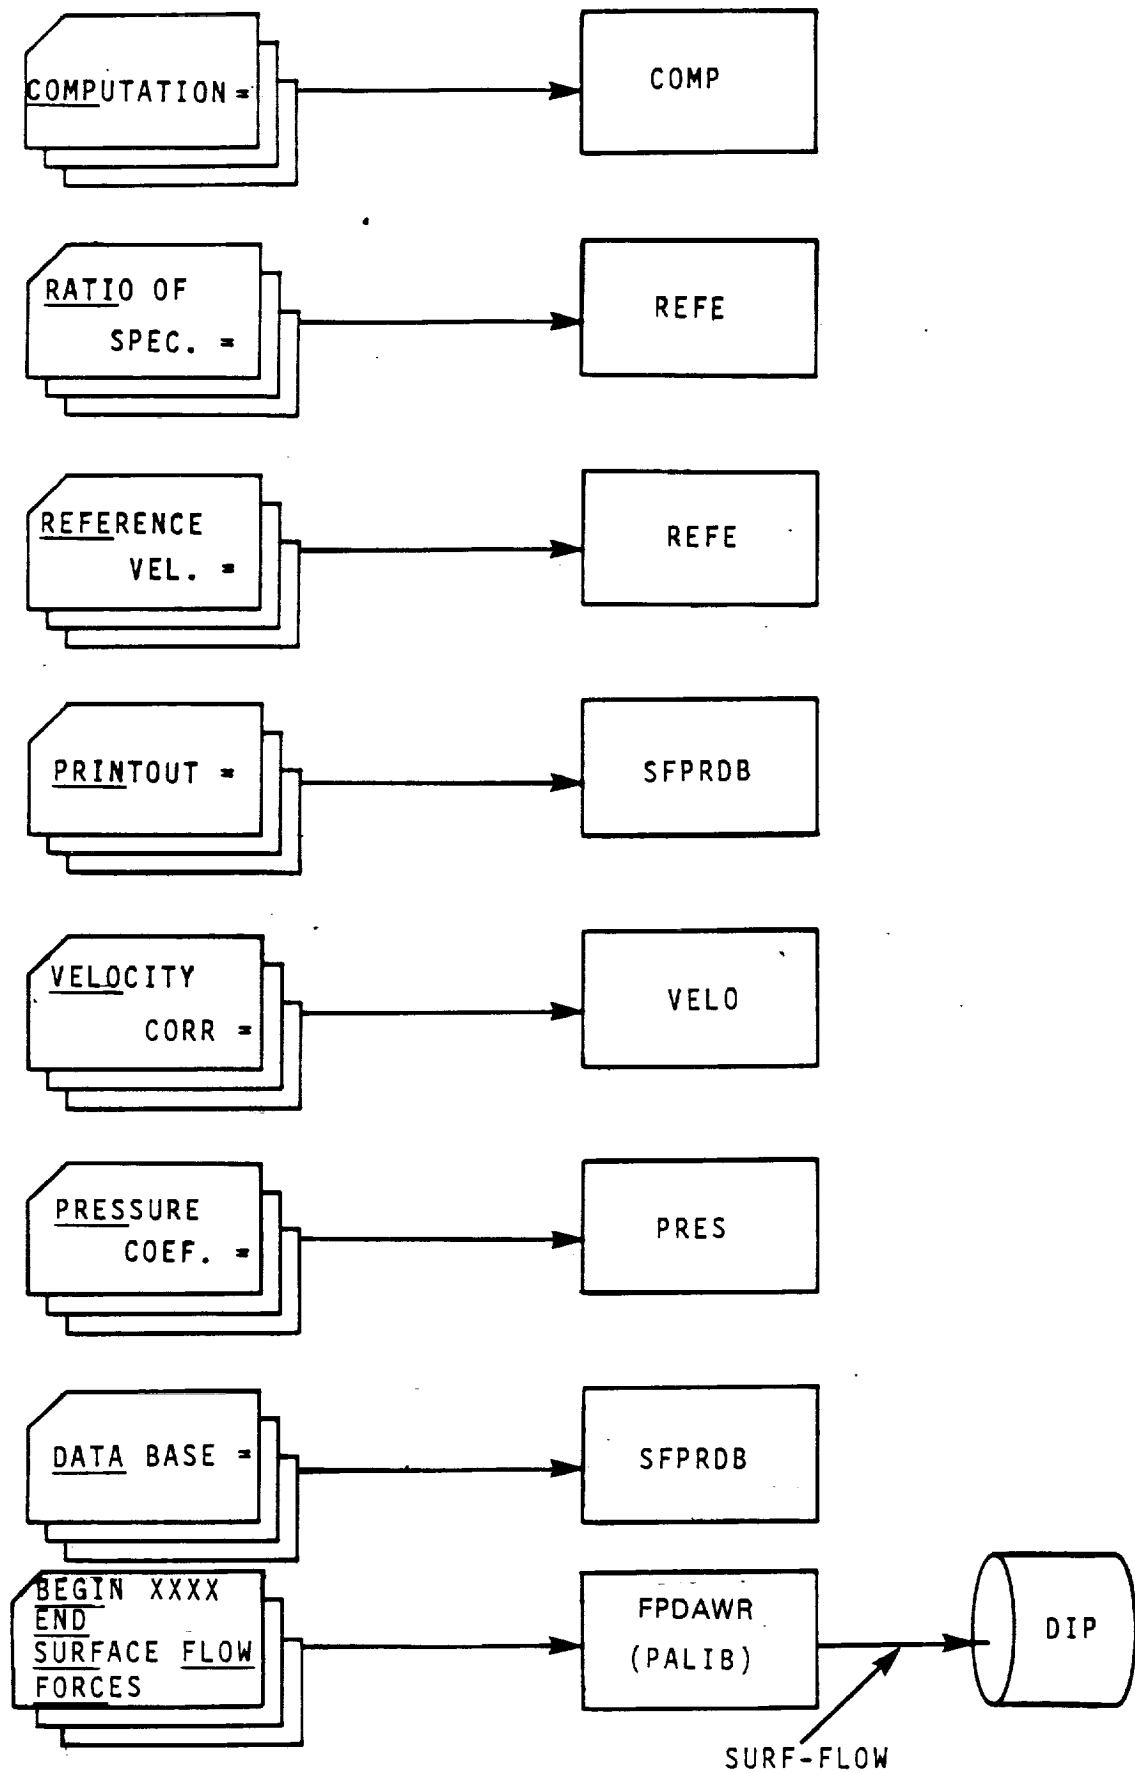 COMPUTATION =
COMP
RATIO OF
SPEC. =
REFE
REFERENCE
VEL. =
REFE
PRINTOUT =
SFPRDB
VELOCITY
CORR =
VELO
PRESSURE
COEF. =
PRES
DATA BASE =
SFPRDB
BEGIN XXXX
END
SURFACE FLOW
FORCES
FPDAWR
(PALIB)
DIP
SURF-FLOW